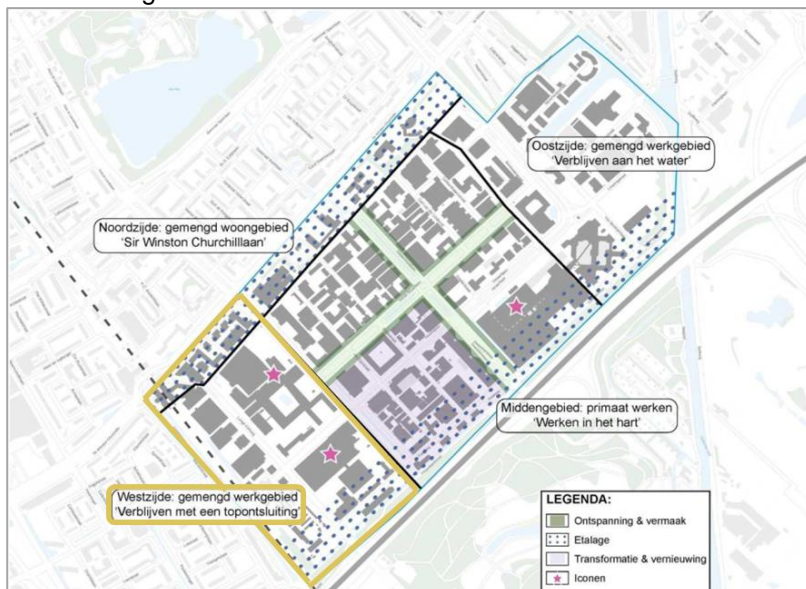 Oostzijde: gemengd werkgebied
'Verblijven aan het water'
Noordzijde: gemengd woongebied
'Sir Winston Churchilllaan'
Middengebied: primaat werken
'Werken in het hart'
Westzijde: gemengd werkgebied
'Verblijven met een topontsluiting'
LEGENDA:
Ontspanning & vermaak
Etalage
Transformatie & vernieuwing
Iconen